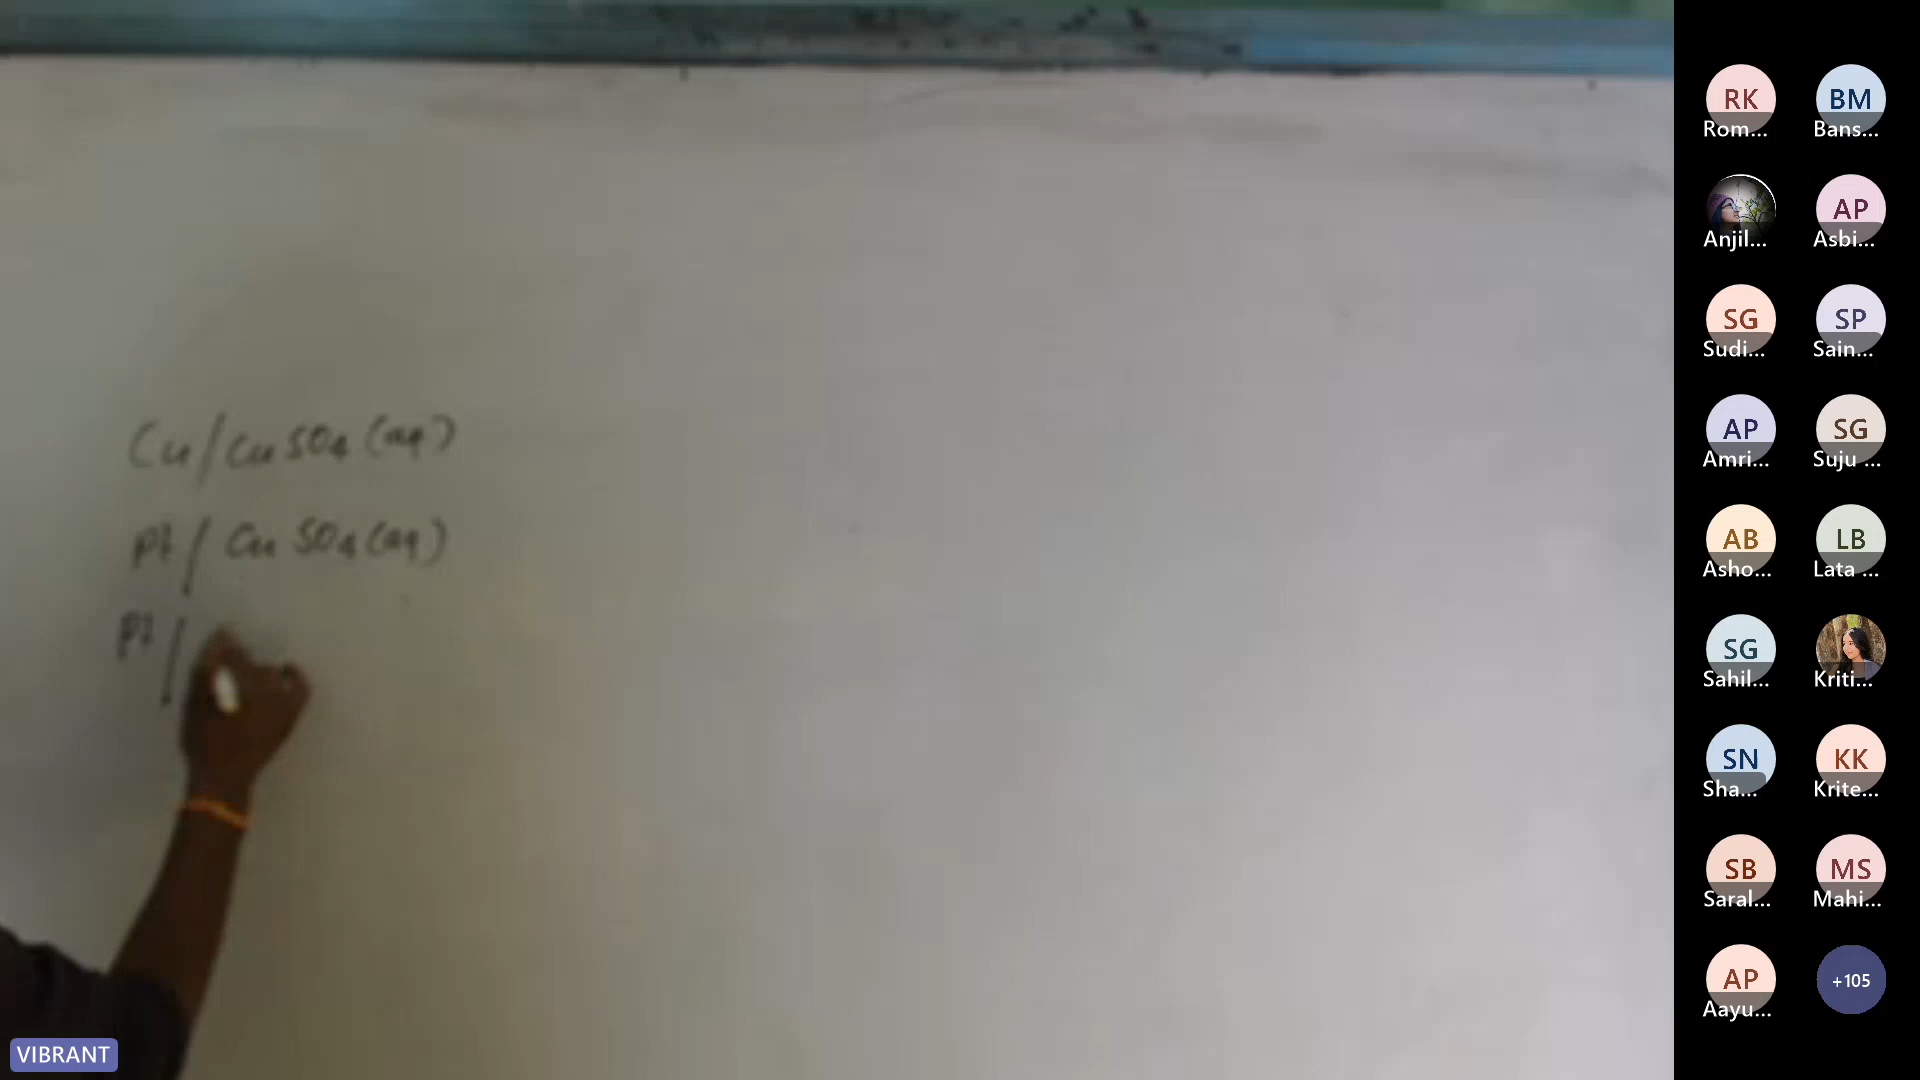 Cu/CuSO4(aq)
Pt/CuSO4(aq)
Pt/
RK
BM
Rom...
Bans...
AP
Anjil...
Asbi...
SG
SP
Sudi...
Sain...
AP
SG
Amri...
Suju ...
AB
LB
Asho...
Lata ...
SG
Sahil...
Kriti...
SN
KK
Sha...
Krite...
SB
MS
Saral...
Mahi...
AP
+105
Aayu...
VIBRANT